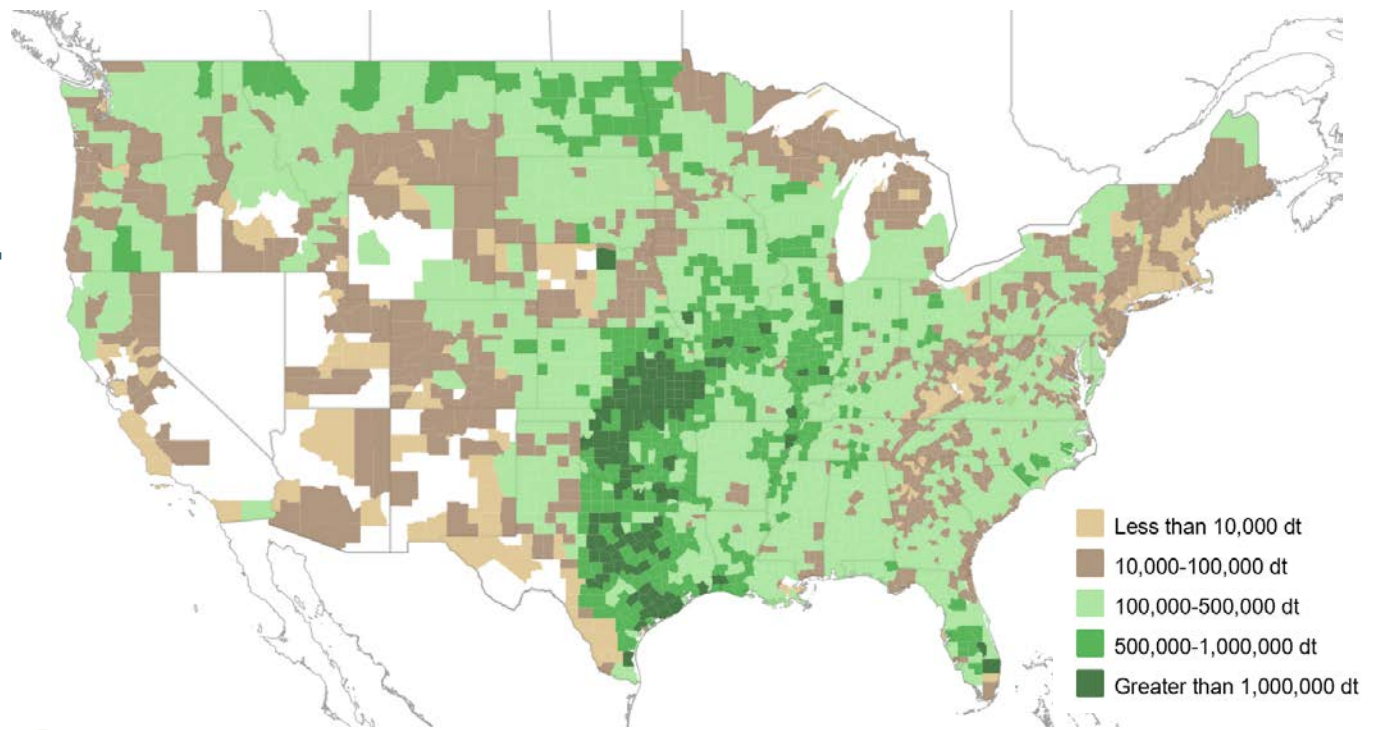 Less than 10,000 dt
10,000-100,000 dt
100,000-500,000 dt
500,000-1,000,000 dt
Greater than 1,000,000 dt